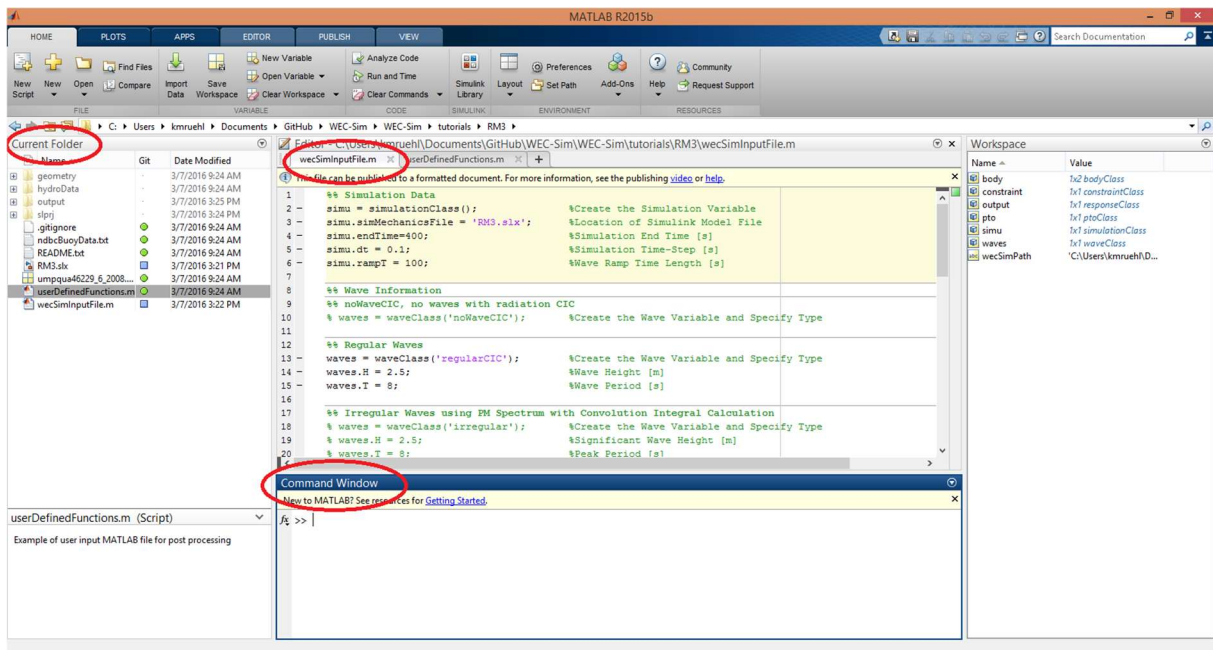 MATLAB R2015b
HOME PLOTS APPS EDITOR PUBLISH VIEW
Search Documentation
New Script
New
Open
Find Files
Compare
Import Data
Save Workspace
New Variable
Open Variable
Clear Workspace
Analyze Code
Run and Time
Clear Commands
Simulink Library
Layout
Preferences
Set Path
Add-Ons
Help
Community
Request Support
FILE VARIABLE CODE SIMULINK ENVIRONMENT RESOURCES
C: Users kmruehl Documents GitHub WEC-Sim WEC-Sim tutorials RM3
Current Folder
Name Git Date Modified
geometry 3/7/2016 9:24 AM
hydroData 3/7/2016 9:24 AM
output 3/7/2016 3:25 PM
slprj 3/7/2016 3:24 PM
.gitignore 3/7/2016 9:24 AM
ndbcBuoyData.txt 3/7/2016 9:24 AM
README.txt 3/7/2016 9:24 AM
RM3.slx 3/7/2016 3:21 PM
umpqua46229_6_2008.... 3/7/2016 9:24 AM
userDefinedFunctions.m 3/7/2016 9:24 AM
wecSimInputFile.m 3/7/2016 3:22 PM
userDefinedFunctions.m (Script)
Example of user input MATLAB file for post processing
Editor - C:\Users\kmruehl\Documents\GitHub\WEC-Sim\WEC-Sim\tutorials\RM3\wecSimInputFile.m
wecSimInputFile.m userDefinedFunctions.m +
This file can be published to a formatted document. For more information, see the publishing video or help.
1 %% Simulation Data
2 - simu = simulationClass(); %Create the Simulation Variable
3 - simu.simMechanicsFile = 'RM3.slx'; %Location of Simulink Model File
4 - simu.endTime=400; %Simulation End Time [s]
5 - simu.dt = 0.1; %Simulation Time-Step [s]
6 - simu.rampT = 100; %Wave Ramp Time Length [s]
7
8 %% Wave Information
9 %% noWaveCIC, no waves with radiation CIC
10 % waves = waveClass('noWaveCIC'); %Create the Wave Variable and Specify Type
11
12 %% Regular Waves
13 - waves = waveClass('regularCIC'); %Create the Wave Variable and Specify Type
14 - waves.H = 2.5; %Wave Height [m]
15 - waves.T = 8; %Wave Period [s]
16
17 %% Irregular Waves using PM Spectrum with Convolution Integral Calculation
18 % waves = waveClass('irregular'); %Create the Wave Variable and Specify Type
19 % waves.H = 2.5; %Significant Wave Height [m]
20 % waves.T = 8; %Peak Period [s]
Command Window
New to MATLAB? See resources for Getting Started.
fx >>
Workspace
Name Value
body 1x2 bodyClass
constraint 1x1 constraintClass
output 1x1 responseClass
pto 1x1 ptoClass
simu 1x1 simulationClass
waves 1x1 waveClass
wecSimPath 'C:\Users\kmruehl\D...